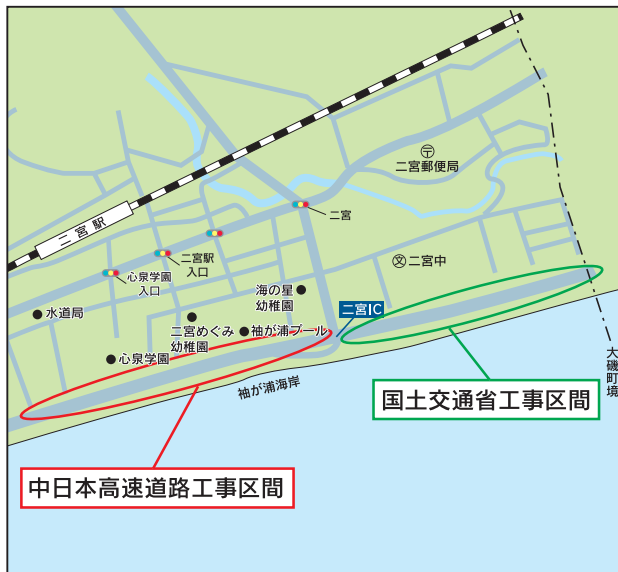 〒
二宮郵便局
二宮
二宮駅
二宮駅
入口
心泉学園
入口
文
二宮中
海の星
幼稚園
水道局
二宮めぐみ
幼稚園
袖が浦プール
二宮IC
心泉学園
大磯町境
袖が浦海岸
国土交通省工事区間
中日本高速道路工事区間